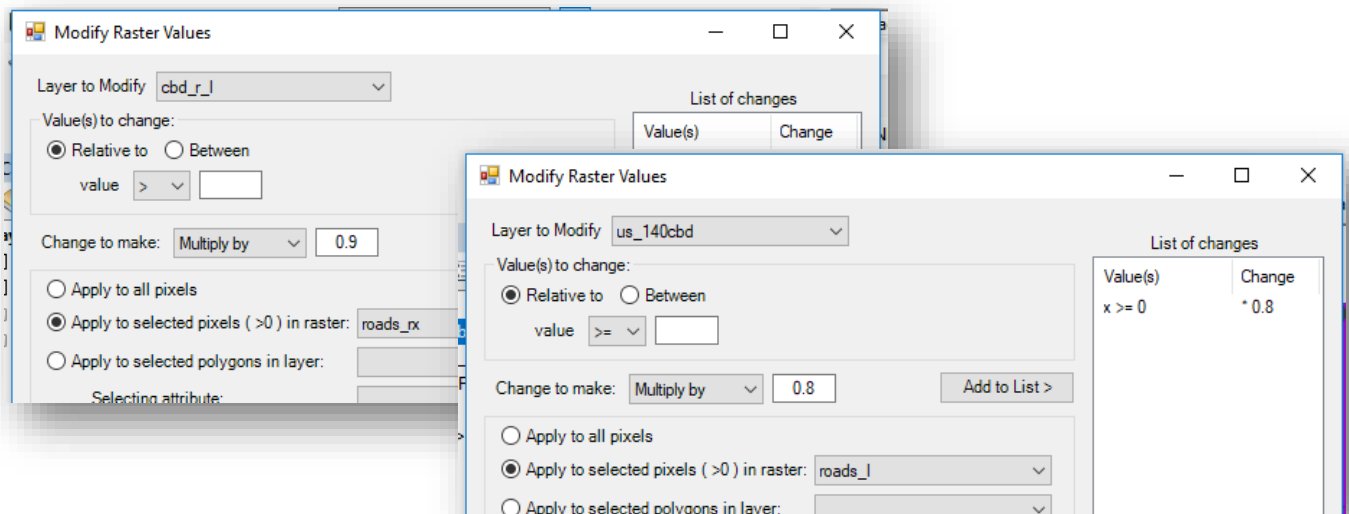 Modify Raster Values
Layer to Modify cbd_r_l
List of changes
Value(s) to change:
Value(s) Change
Relative to Between
value >
Change to make: Multiply by 0.9
Apply to all pixels
Apply to selected pixels ( >0 ) in raster: roads_rx
Apply to selected polygons in layer:
Selecting attribute:
Modify Raster Values
Layer to Modify us_140cbd
List of changes
Value(s) to change:
Value(s) Change
Relative to Between
x >= 0 * 0.8
value >=
Change to make: Multiply by 0.8 Add to List >
Apply to all pixels
Apply to selected pixels ( >0 ) in raster: roads_l
Apply to selected polygons in layer: